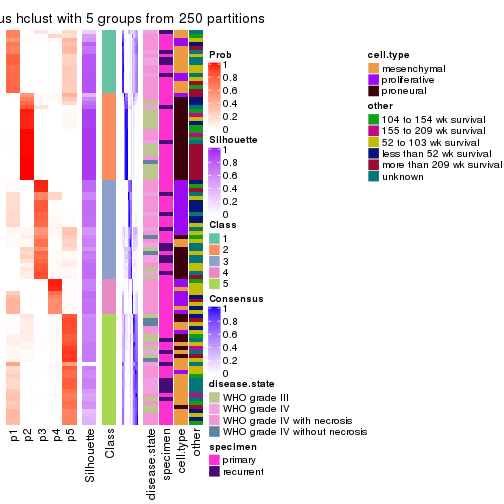 us hclust with 5 groups from 250 partitions
Prob
1
0.8
0.6
0.4
0.2
0
Silhouette
1
0.8
0.6
0.4
0.2
0
Class
1
2
3
4
5
Consensus
1
0.8
0.6
0.4
0.2
0
disease.state
WHO grade III
WHO grade IV
WHO grade IV with necrosis
WHO grade IV without necrosis
specimen
primary
recurrent
cell.type
mesenchymal
proliferative
proneural
other
104 to 154 wk survival
155 to 209 wk survival
52 to 103 wk survival
less than 52 wk survival
more than 209 wk survival
unknown
p1
p2
p3
p4
p5
Silhouette
Class
disease.state
specimen
cell.type
other